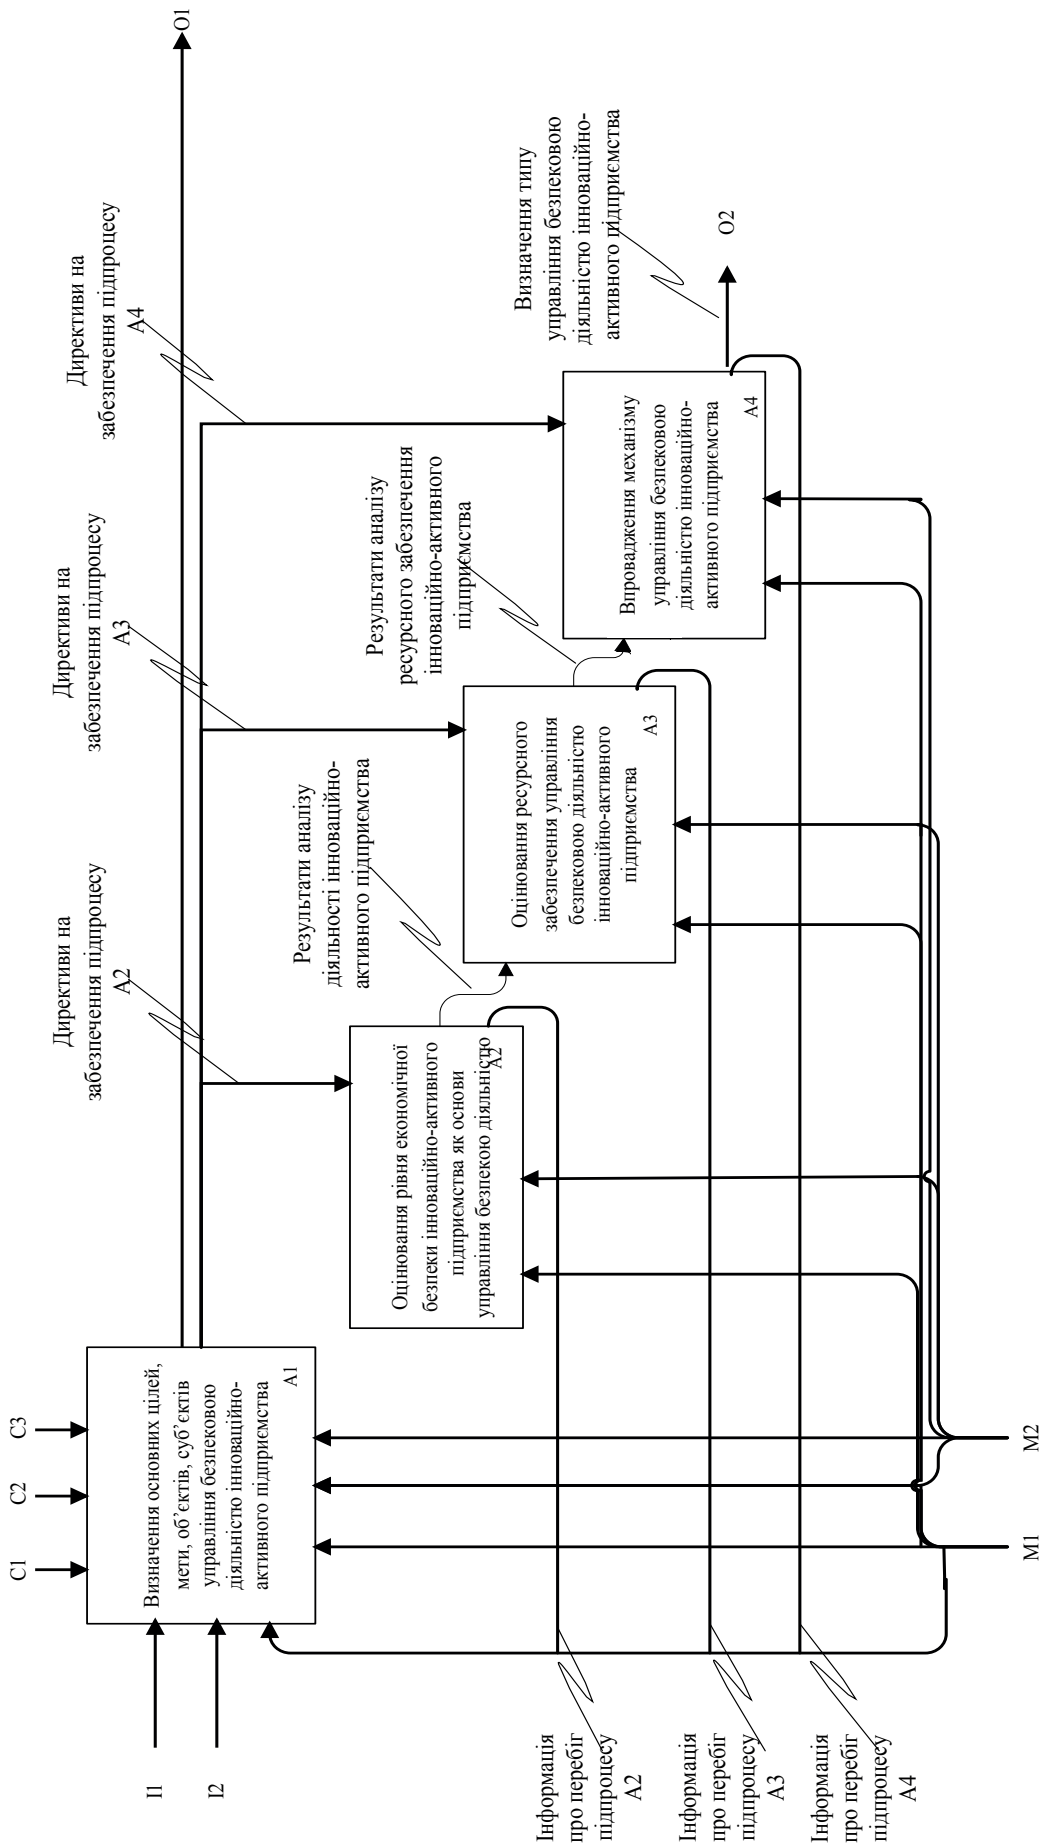 C1
C2
C3
I1
I2
Визначення основних цілей,
мети, об’єктів, суб’єктів
управління безпековою
діяльністю інноваційно-
активного підприємства
A1
O1
Директиви на
забезпечення підпроцесу
A2
Директиви на
забезпечення підпроцесу
A3
Директиви на
забезпечення підпроцесу
A4
Оцінювання рівня економічної
безпеки інноваційно-активного
підприємства як основи
управління безпекою діяльністю
A2
Результати аналізу
діяльності інноваційно-
активного підприємства
Оцінювання ресурсного
забезпечення управління
безпековою діяльністю
інноваційно-активного
підприємства
A3
Результати аналізу
ресурсного забезпечення
інноваційно-активного
підприємства
Впровадження механізму
управління безпековою
діяльністю інноваційно-
активного підприємства
A4
Визначення типу
управління безпековою
діяльністю інноваційно-
активного підприємства
O2
Інформація
про перебіг
підпроцесу
A2
Інформація
про перебіг
підпроцесу
A3
Інформація
про перебіг
підпроцесу
A4
M1
M2